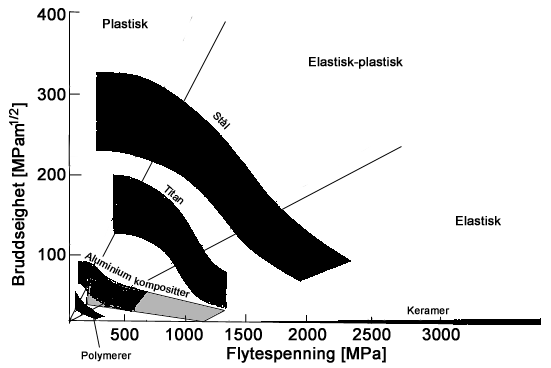 400
Plastisk
Elastisk-plastisk
300
Stål
Bruddseighet [MPam1/2]
200
Titan
Elastisk
100
Aluminium kompositter
Keramer
500
1000
1500
2000
2500
3000
Polymerer
Flytespenning [MPa]